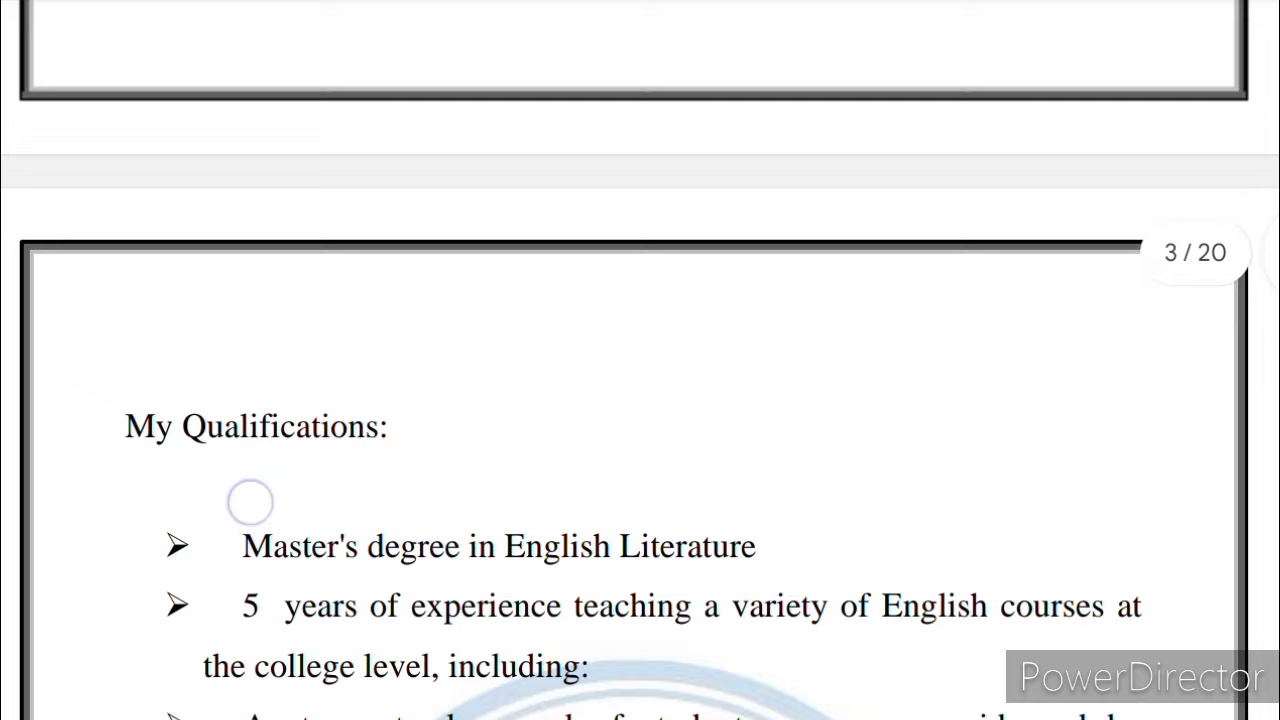 3 / 20
My Qualifications:
➢ Master's degree in English Literature
➢ 5 years of experience teaching a variety of English courses at
the college level, including:
PowerDirector